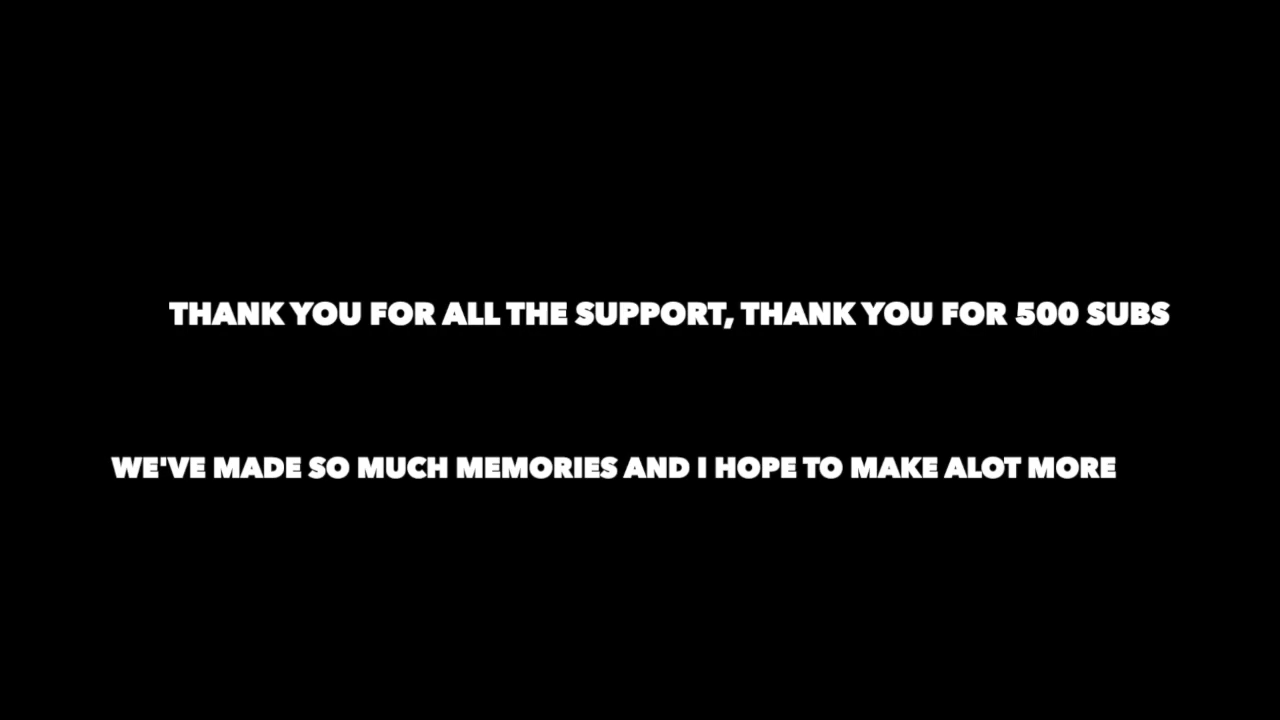 THANK YOU FOR ALL THE SUPPORT, THANK YOU FOR 500 SUBS
WE'VE MADE SO MUCH MEMORIES AND I HOPE TO MAKE ALOT MORE